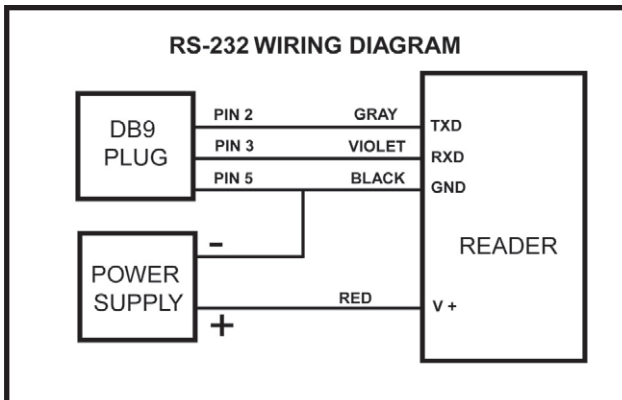 RS-232 WIRING DIAGRAM
DB9
PLUG
PIN 2
GRAY
TXD
PIN 3
VIOLET
RXD
PIN 5
BLACK
GND
READER
-
POWER
SUPPLY
+
RED
V +